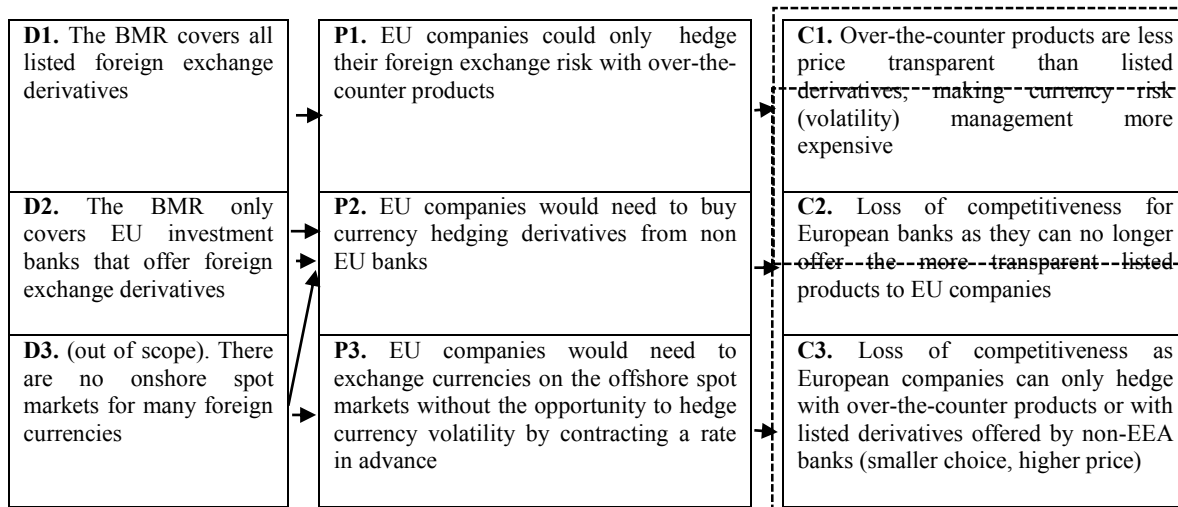 D1. The BMR covers all
listed foreign exchange
derivatives
P1. EU companies could only hedge
their foreign exchange risk with over-the-
counter products
C1. Over-the-counter products are less
price transparent than listed
derivatives, making currency risk
(volatility) management more
expensive
D2. The BMR only
covers EU investment
banks that offer foreign
exchange derivatives
P2. EU companies would need to buy
currency hedging derivatives from non
EU banks
C2. Loss of competitiveness for
European banks as they can no longer
offer the more transparent listed
products to EU companies
D3. (out of scope). There
are no onshore spot
markets for many foreign
currencies
P3. EU companies would need to
exchange currencies on the offshore spot
markets without the opportunity to hedge
currency volatility by contracting a rate
in advance
C3. Loss of competitiveness as
European companies can only hedge
with over-the-counter products or with
listed derivatives offered by non-EEA
banks (smaller choice, higher price)